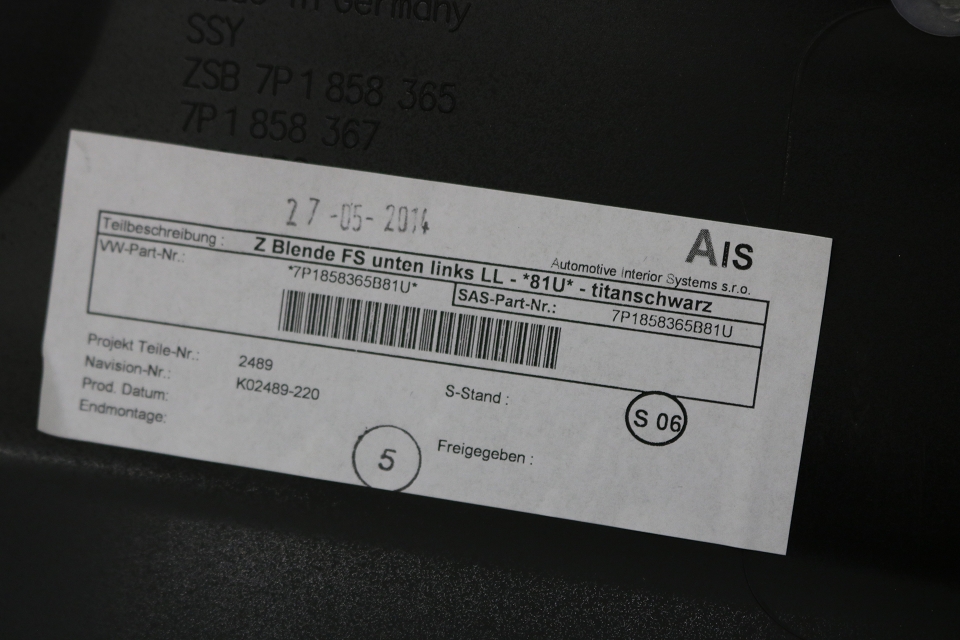 in Germany
SSY
ZSB 7P1 858 365
7P1 858 367
27-05-2014
AIS
Automotive Interior Systems s.r.o.
Teilbeschreibung: Z Blende FS unten links LL - *81U* - titanschwarz
VW-Part-Nr.: *7P1858365B81U* SAS-Part-Nr.: 7P1858365B81U
Projekt Teile-Nr.: 2489
Navision-Nr.: K02489-220
Prod. Datum:
Endmontage:
S-Stand : S 06
5
Freigegeben :